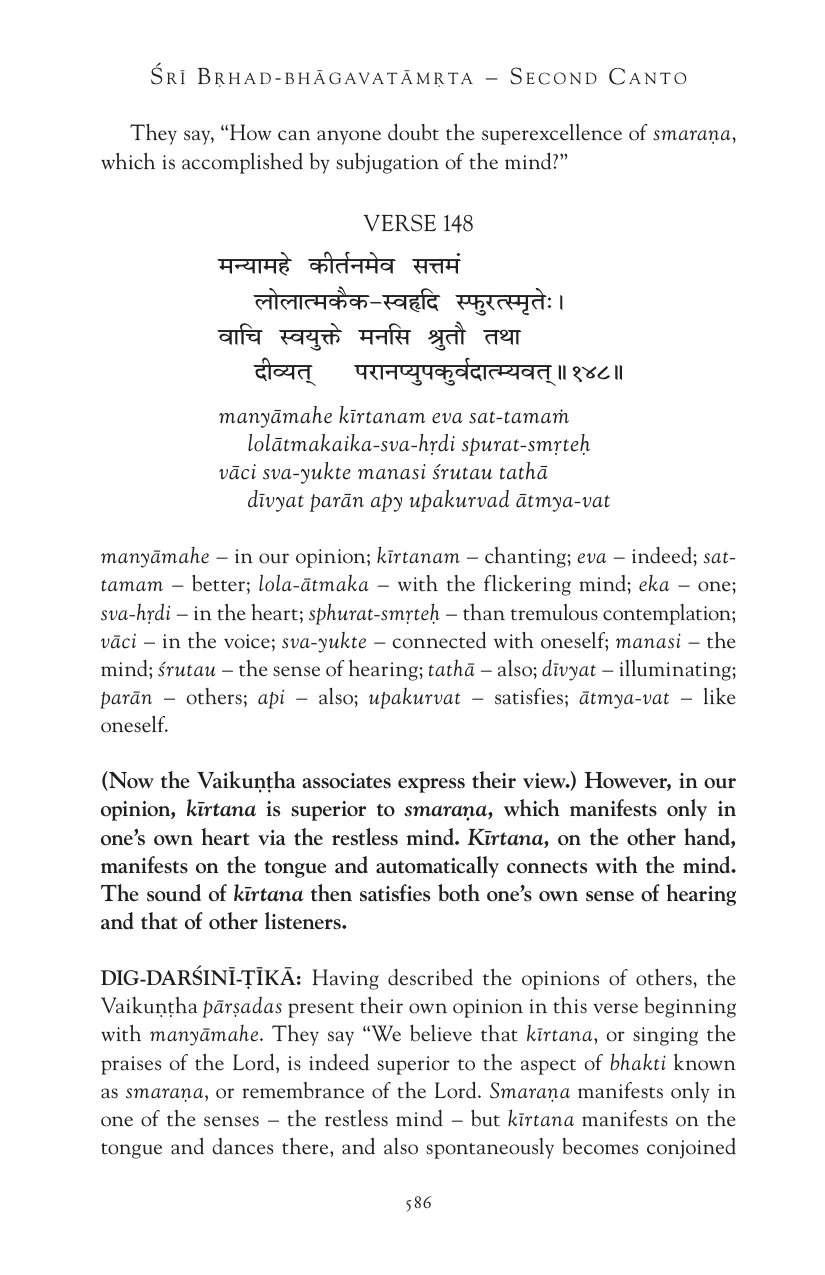 ŚRĪ BṚHAD-BHĀGAVATĀMṚTA – SECOND CANTO
They say, “How can anyone doubt the superexcellence of smaraṇa,
which is accomplished by subjugation of the mind?”
VERSE 148
मन्यामहे कीर्तनमेव सत्तमं
लोलात्मकैक-स्वहृदि स्फुरत्स्मृतेः।
वाचि स्वयुक्ते मनसि श्रुतौ तथा
दीव्यत् परानप्युपकुर्वदात्म्यवत्॥१४८॥
manyāmahe kīrtanam eva sat-tamaṁ
lolātmakaika-sva-hṛdi spurat-smṛteḥ
vāci sva-yukte manasi śrutau tathā
dīvyat parān apy upakurvad ātmya-vat
manyāmahe – in our opinion; kīrtanam – chanting; eva – indeed; sat-
tamam – better; lola-ātmaka – with the flickering mind; eka – one;
sva-hṛdi – in the heart; sphurat-smṛteḥ – than tremulous contemplation;
vāci – in the voice; sva-yukte – connected with oneself; manasi – the
mind; śrutau – the sense of hearing; tathā – also; dīvyat – illuminating;
parān – others; api – also; upakurvat – satisfies; ātmya-vat – like
oneself.
(Now the Vaikuṇṭha associates express their view.) However, in our
opinion, kīrtana is superior to smaraṇa, which manifests only in
one’s own heart via the restless mind. Kīrtana, on the other hand,
manifests on the tongue and automatically connects with the mind.
The sound of kīrtana then satisfies both one’s own sense of hearing
and that of other listeners.
DIG-DARŚINĪ-ṬĪKĀ: Having described the opinions of others, the
Vaikuṇṭha pārṣadas present their own opinion in this verse beginning
with manyāmahe. They say “We believe that kīrtana, or singing the
praises of the Lord, is indeed superior to the aspect of bhakti known
as smaraṇa, or remembrance of the Lord. Smaraṇa manifests only in
one of the senses – the restless mind – but kīrtana manifests on the
tongue and dances there, and also spontaneously becomes conjoined
586